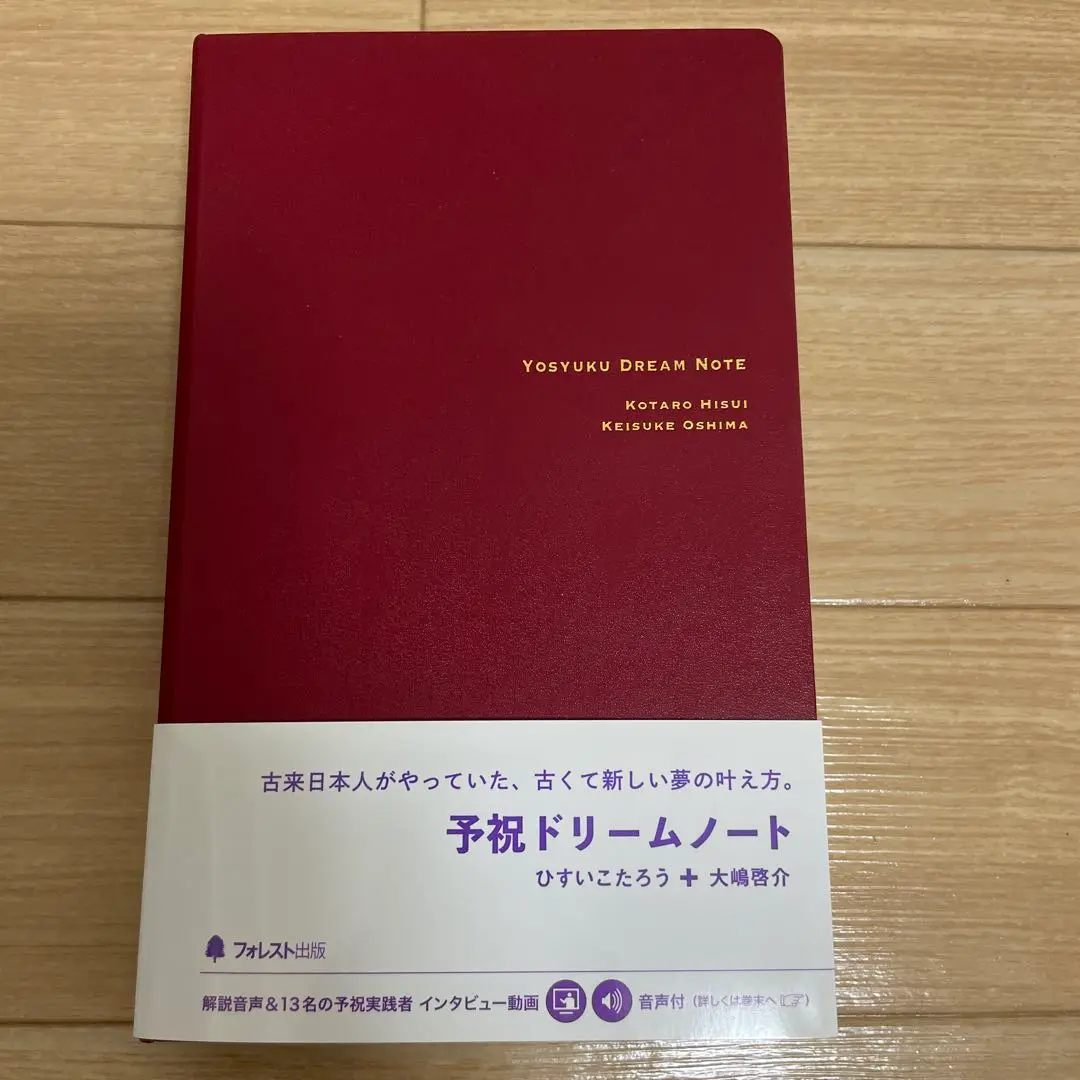 YOSYUKU DREAM NOTE
KOTARO HISUI
KEISUKE OSHIMA
古来日本人がやっていた、古くて新しい夢の叶え方。
予祝ドリームノート
ひすいこたろう + 大嶋啓介
フォレスト出版
解説音声&13名の予祝実践者 インタビュー動画 音声付(詳しくは巻末へ☞)